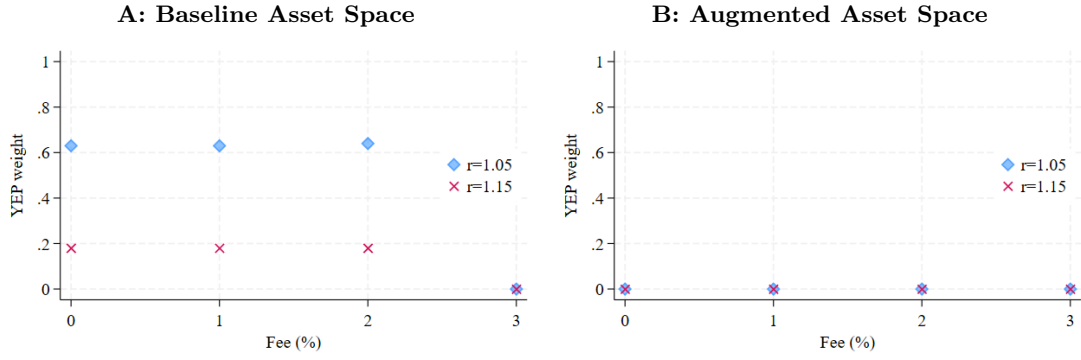 A: Baseline Asset Space
1
.8
.6
.4
.2
0
YEP weight
r=1.05
r=1.15
0 1 2 3
Fee (%)
B: Augmented Asset Space
1
.8
.6
.4
.2
0
YEP weight
r=1.05
r=1.15
0 1 2 3
Fee (%)